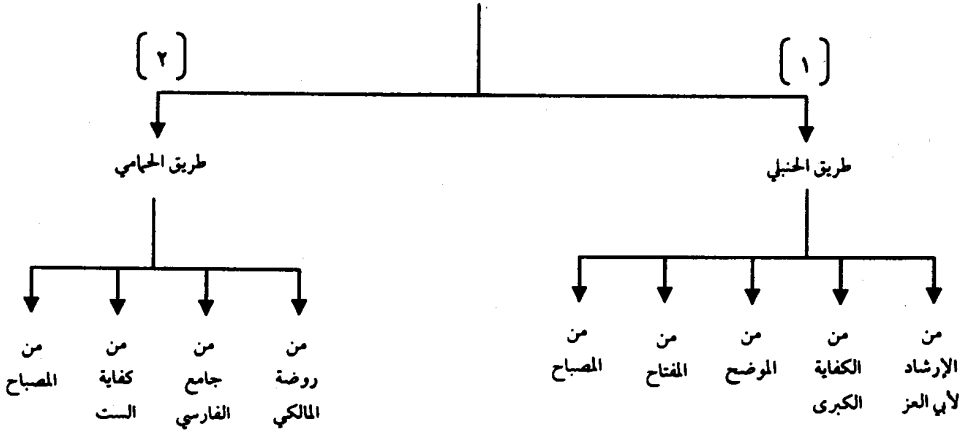 (١)
(٢)
طريق الحنبلي
طريق الحمامي
من
الإرشاد
لأبي العز
من
الكفاية
الكبرى
من
الموضح
من
المفتاح
من
المصباح
من
روضة
المالكي
من
جامع
الفارسي
من
كفاية
الست
من
المصباح